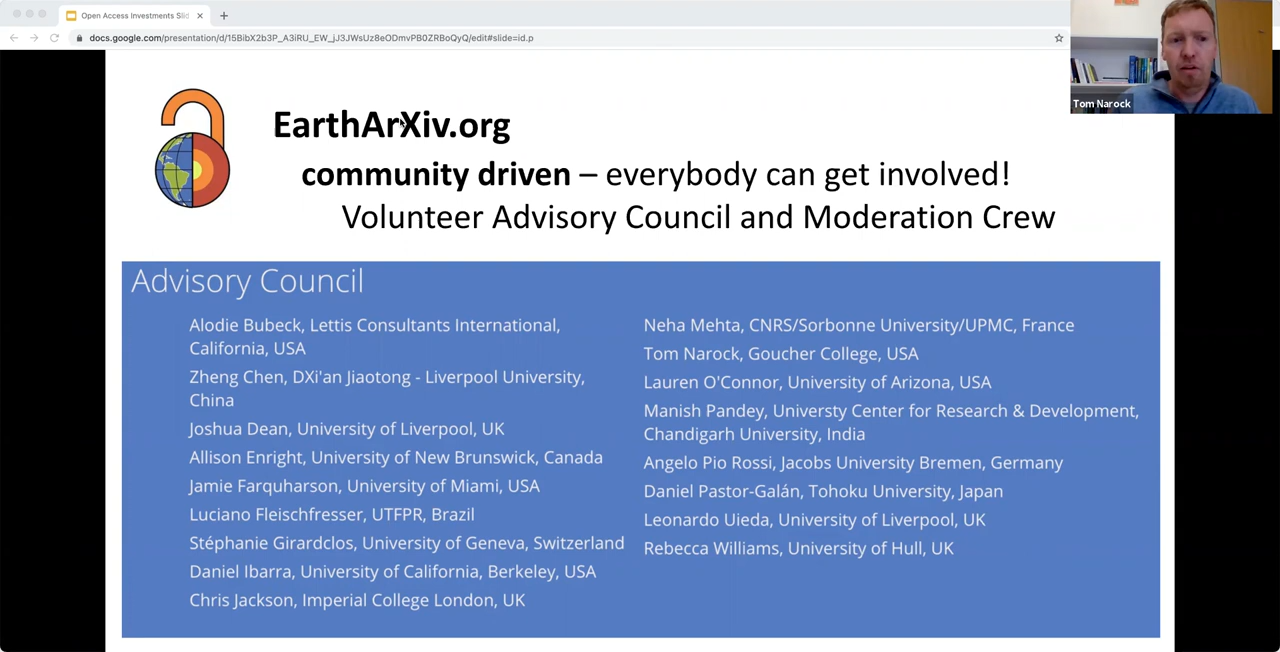 Open Access Investments Slid
docs.google.com/presentation/d/15BibX2b3P_A3iRU_EW_jJ3JWsUz8eODmvPB0ZRBoQyQ/edit#slide=id.p
Tom Narock
EarthArXiv.org
community driven – everybody can get involved!
Volunteer Advisory Council and Moderation Crew
Advisory Council
Alodie Bubeck, Lettis Consultants International,
California, USA
Zheng Chen, DXi'an Jiaotong - Liverpool University,
China
Joshua Dean, University of Liverpool, UK
Allison Enright, University of New Brunswick, Canada
Jamie Farquharson, University of Miami, USA
Luciano Fleischfresser, UTFPR, Brazil
Stéphanie Girardclos, University of Geneva, Switzerland
Daniel Ibarra, University of California, Berkeley, USA
Chris Jackson, Imperial College London, UK
Neha Mehta, CNRS/Sorbonne University/UPMC, France
Tom Narock, Goucher College, USA
Lauren O'Connor, University of Arizona, USA
Manish Pandey, Universty Center for Research & Development,
Chandigarh University, India
Angelo Pio Rossi, Jacobs University Bremen, Germany
Daniel Pastor-Galán, Tohoku University, Japan
Leonardo Uieda, University of Liverpool, UK
Rebecca Williams, University of Hull, UK